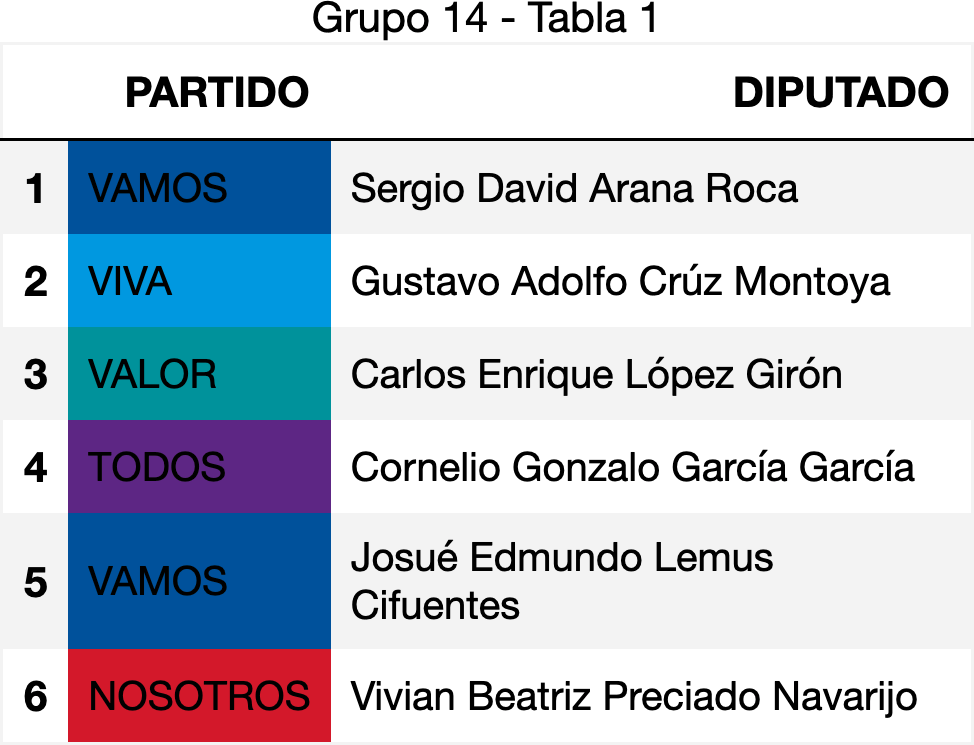 Grupo 14 - Tabla 1
PARTIDO DIPUTADO
1 VAMOS Sergio David Arana Roca
2 VIVA Gustavo Adolfo Crúz Montoya
3 VALOR Carlos Enrique López Girón
4 TODOS Cornelio Gonzalo García García
5 VAMOS Josué Edmundo Lemus
Cifuentes
6 NOSOTROS Vivian Beatriz Preciado Navarijo